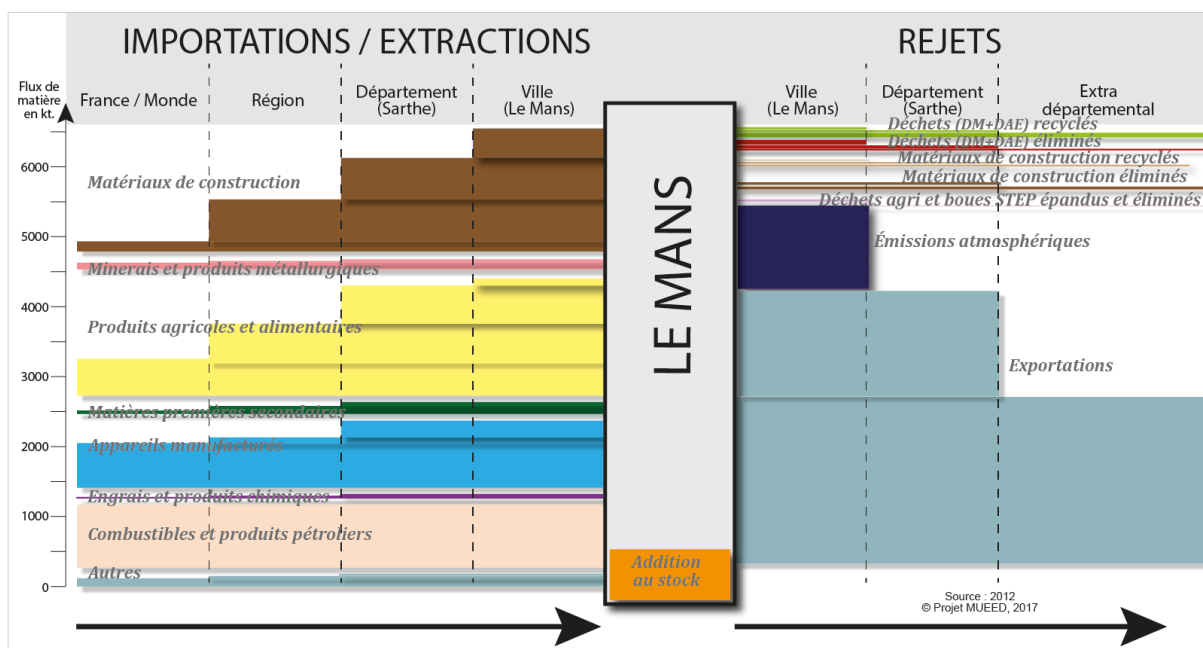 IMPORTATIONS / EXTRACTIONS
REJETS
Flux de
matière
en kt.
France / Monde
Région
Département
(Sarthe)
Ville
(Le Mans)
Ville
(Le Mans)
Département
(Sarthe)
Extra
départemental
6000
5000
4000
3000
2000
1000
0
Matériaux de construction
Minerais et produits métallurgiques
Produits agricoles et alimentaires
Matières premières secondaires
Appareils manufacturés
Engrais et produits chimiques
Combustibles et produits pétroliers
Autres
LE MANS
Addition
au stock
Déchets (DM+DAE) recyclés
Déchets (DM+DAE) éliminés
Matériaux de construction recyclés
Matériaux de construction éliminés
Déchets agri et boues STEP épandus et éliminés
Émissions atmosphériques
Exportations
Source : 2012
© Projet MUEED, 2017